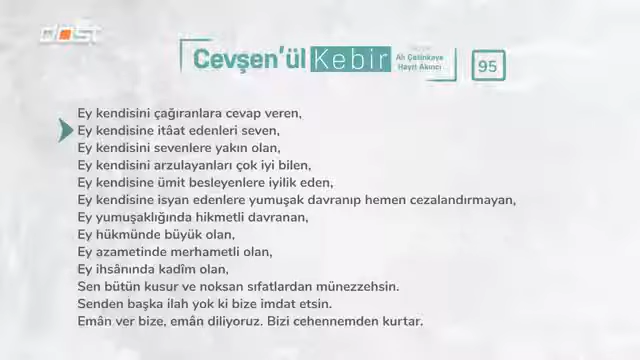 dost
Cevşen'ül Kebir
Ali Çetinkaya
Hayri Akıncı
95
Ey kendisini çağıranlara cevap veren,
Ey kendisine itâat edenleri seven,
Ey kendisini sevenlere yakın olan,
Ey kendisini arzulayanları çok iyi bilen,
Ey kendisine ümit besleyenlere iyilik eden,
Ey kendisine isyan edenlere yumuşak davranıp hemen cezalandırmayan,
Ey yumuşaklığında hikmetli davranan,
Ey hükmünde büyük olan,
Ey azametinde merhametli olan,
Ey ihsânında kadîm olan,
Sen bütün kusur ve noksan sıfatlardan münezzehsin.
Senden başka ilah yok ki bize imdat etsin.
Emân ver bize, emân diliyoruz. Bizi cehennemden kurtar.